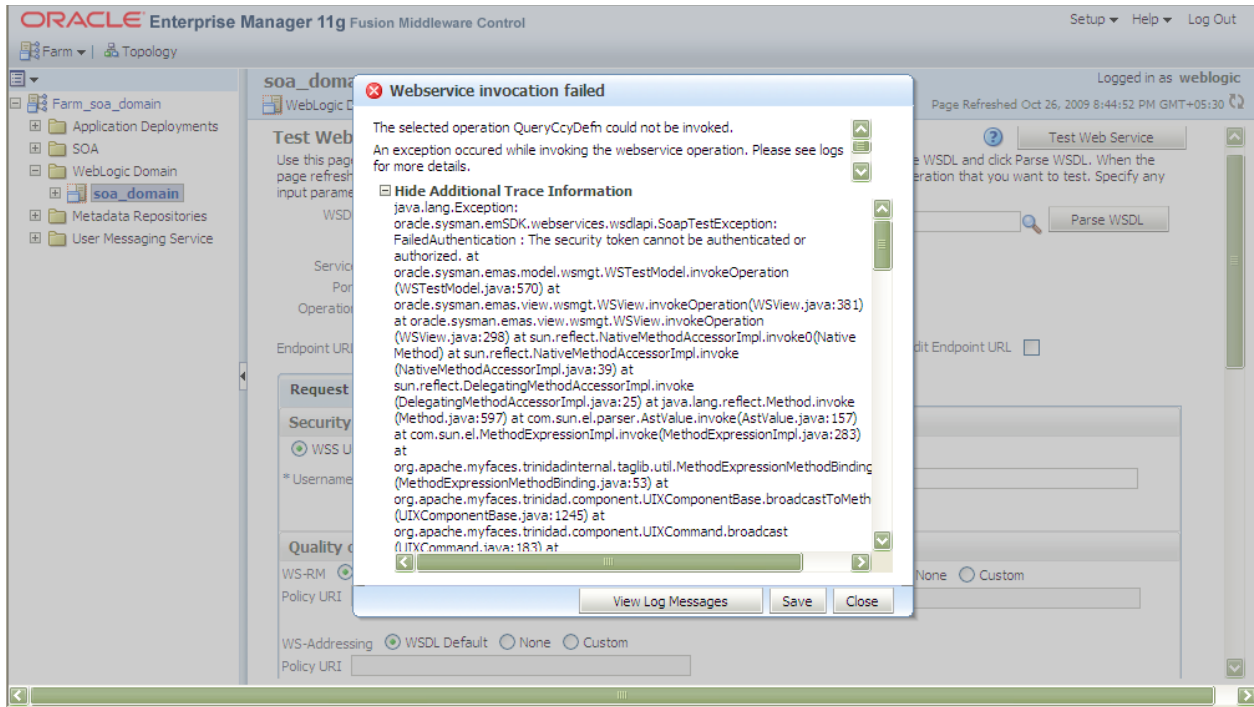 ORACLE Enterprise Manager 11g Fusion Middleware Control
Setup Help Log Out
Farm | Topology
Farm_soa_domain
Application Deployments
SOA
WebLogic Domain
soa_domain
Metadata Repositories
User Messaging Service
soa_doma
WebLogic D
Logged in as weblogic
Page Refreshed Oct 26, 2009 8:44:52 PM GMT+05:30
Test Web
Test Web Service
Use this pag
e WSDL and click Parse WSDL. When the
page refresh
eration that you want to test. Specify any
input parame
WSD
Parse WSDL
Servic
Por
Operatio
Endpoint URL
dit Endpoint URL
Request
Security
WSS U
* Username
Quality o
WS-RM
None Custom
Policy URI
WS-Addressing WSDL Default None Custom
Policy URI
Webservice invocation failed
The selected operation QueryCcyDefn could not be invoked.
An exception occured while invoking the webservice operation. Please see logs
for more details.
Hide Additional Trace Information
java.lang.Exception:
oracle.sysman.emSDK.webservices.wsdlapi.SoapTestException:
FailedAuthentication : The security token cannot be authenticated or
authorized. at
oracle.sysman.emas.model.wsmgt.WSTestModel.invokeOperation
(WSTestModel.java:570) at
oracle.sysman.emas.view.wsmgt.WSView.invokeOperation(WSView.java:381)
at oracle.sysman.emas.view.wsmgt.WSView.invokeOperation
(WSView.java:298) at sun.reflect.NativeMethodAccessorImpl.invoke0(Native
Method) at sun.reflect.NativeMethodAccessorImpl.invoke
(NativeMethodAccessorImpl.java:39) at
sun.reflect.DelegatingMethodAccessorImpl.invoke
(DelegatingMethodAccessorImpl.java:25) at java.lang.reflect.Method.invoke
(Method.java:597) at com.sun.el.parser.AstValue.invoke(AstValue.java:157)
at com.sun.el.MethodExpressionImpl.invoke(MethodExpressionImpl.java:283)
at
org.apache.myfaces.trinidadinternal.taglib.util.MethodExpressionMethodBinding
(MethodExpressionMethodBinding.java:53) at
org.apache.myfaces.trinidad.component.UIXComponentBase.broadcastToMeth
(UIXComponentBase.java:1245) at
org.apache.myfaces.trinidad.component.UIXCommand.broadcast
(UIXCommand.java:183) at
View Log Messages Save Close